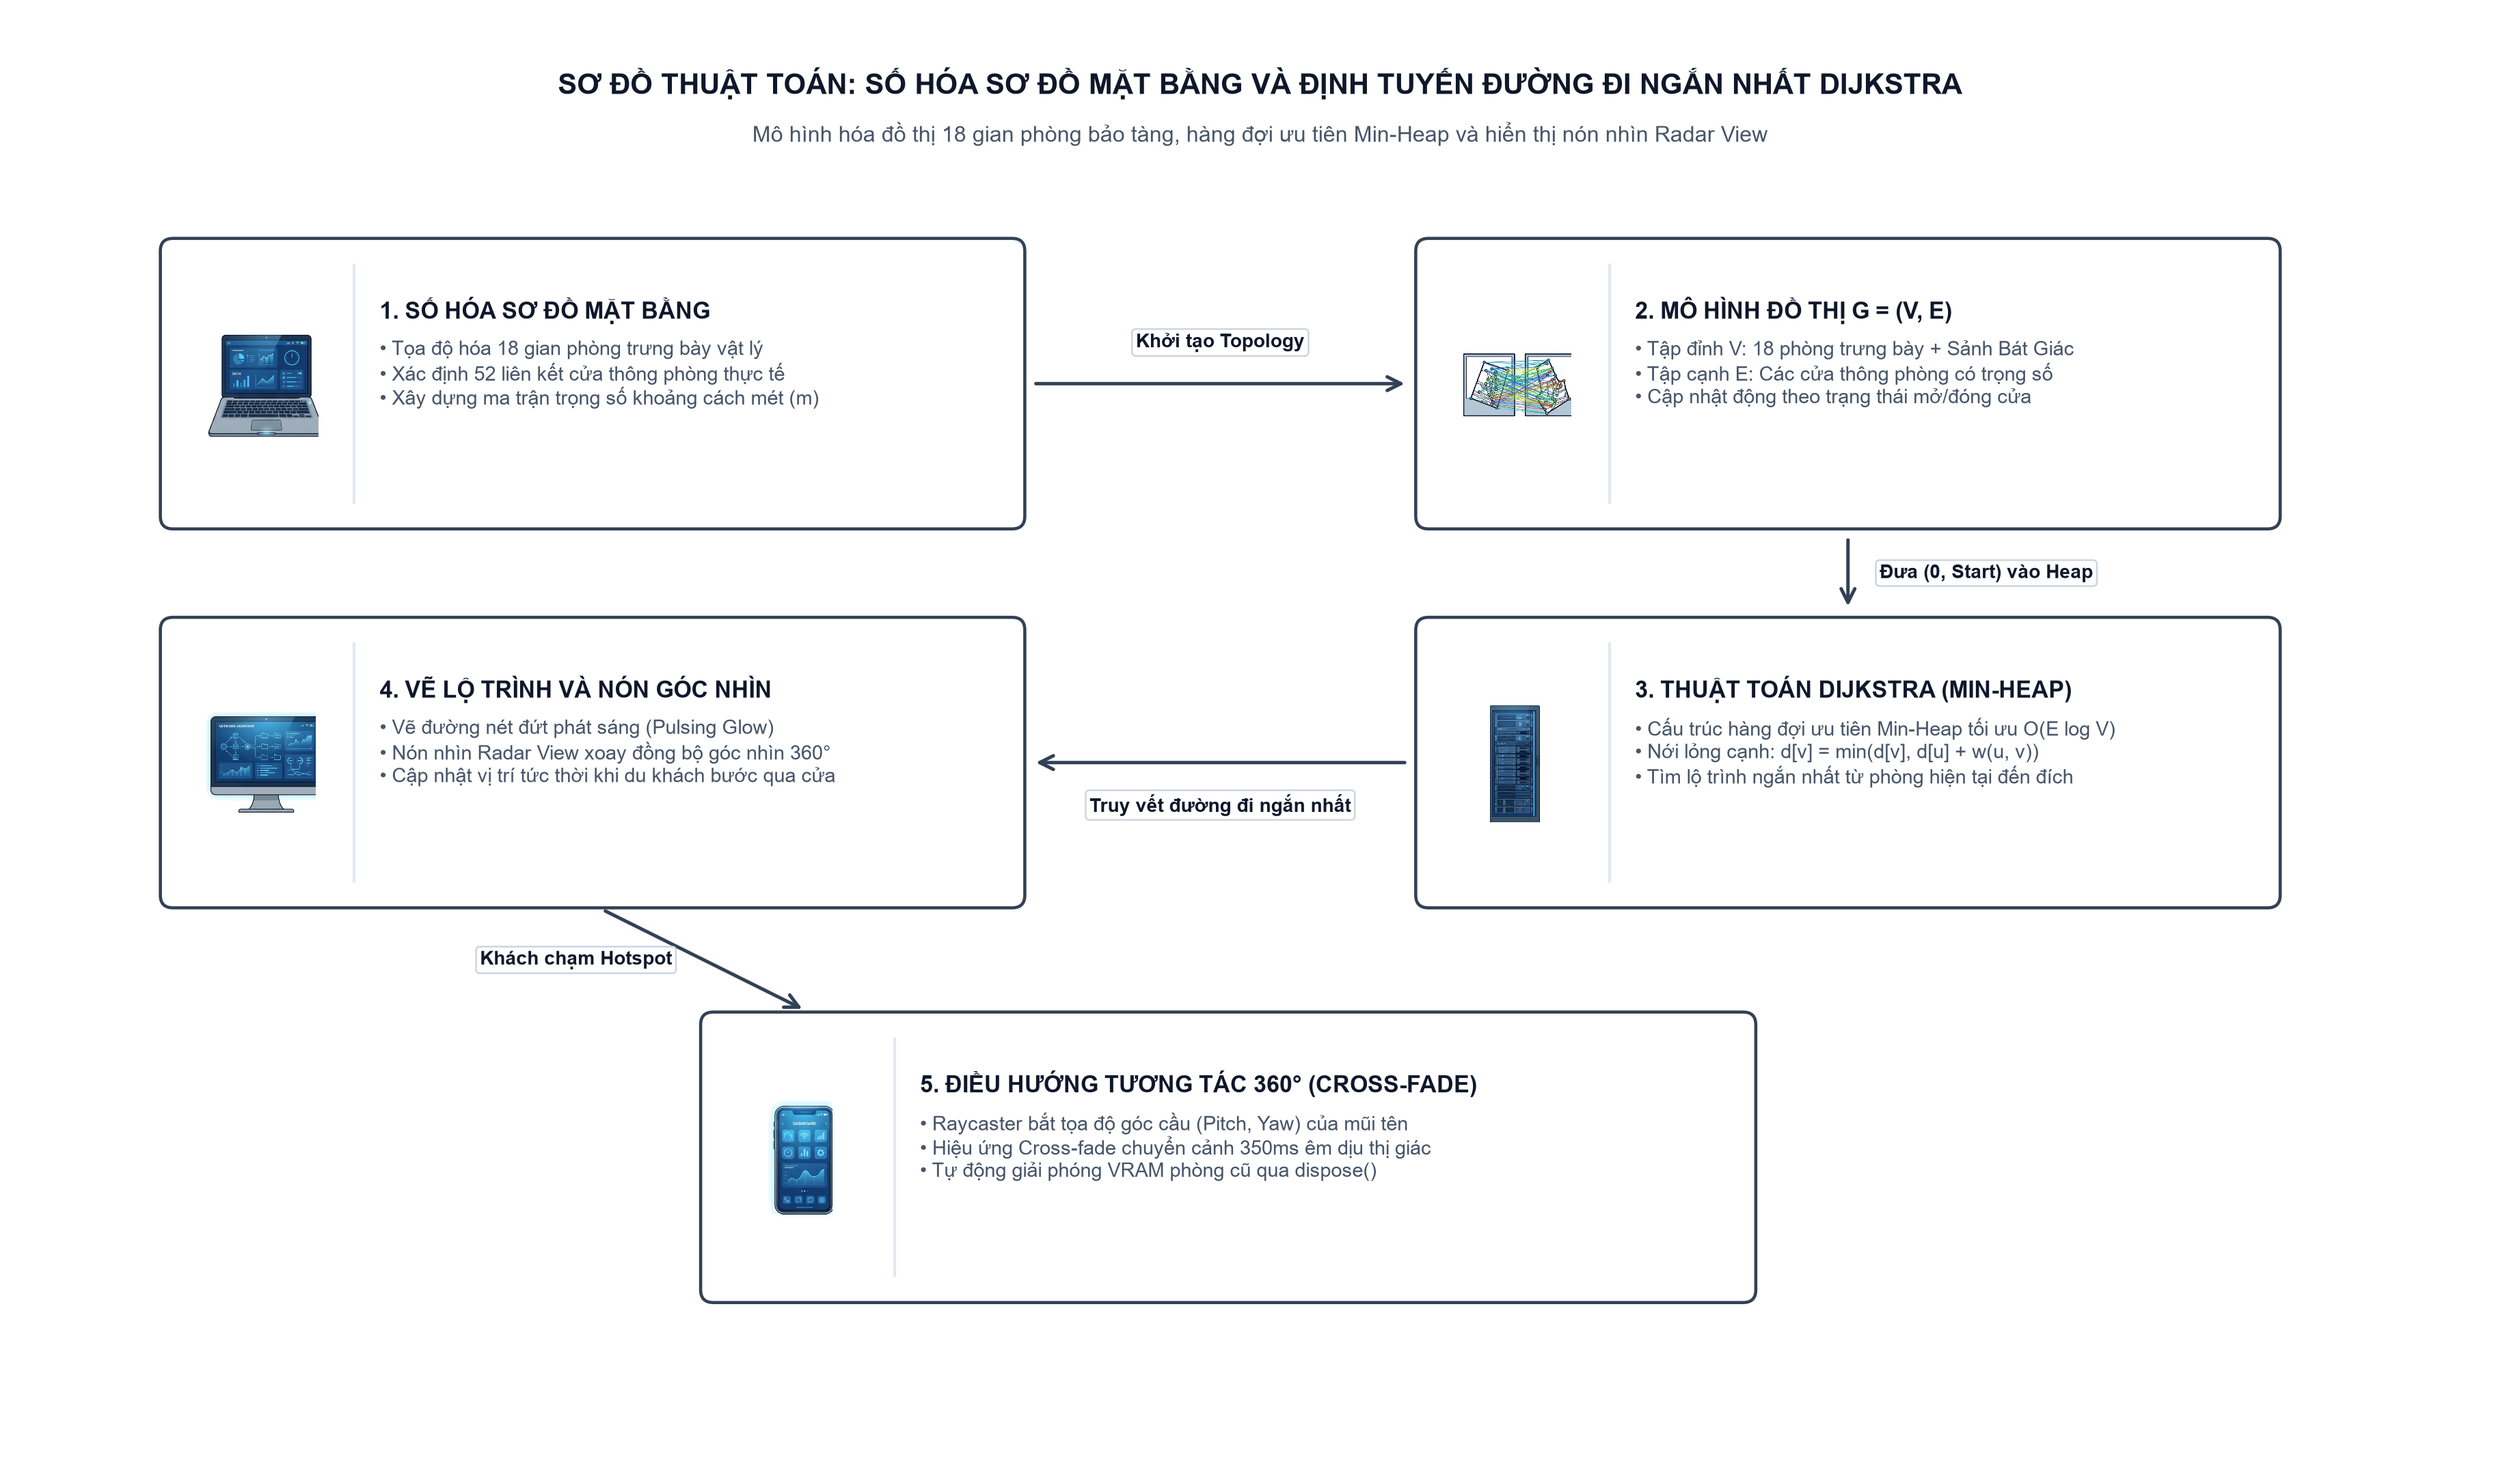 SƠ ĐỒ THUẬT TOÁN: SỐ HÓA SƠ ĐỒ MẶT BẰNG VÀ ĐỊNH TUYẾN ĐƯỜNG ĐI NGẮN NHẤT DIJKSTRA
Mô hình hóa đồ thị 18 gian phòng bảo tàng, hàng đợi ưu tiên Min-Heap và hiển thị nón nhìn Radar View
1. SỐ HÓA SƠ ĐỒ MẶT BẰNG
• Tọa độ hóa 18 gian phòng trưng bày vật lý
• Xác định 52 liên kết cửa thông phòng thực tế
• Xây dựng ma trận trọng số khoảng cách mét (m)
Khởi tạo Topology
2. MÔ HÌNH ĐỒ THỊ G = (V, E)
• Tập đỉnh V: 18 phòng trưng bày + Sảnh Bát Giác
• Tập cạnh E: Các cửa thông phòng có trọng số
• Cập nhật động theo trạng thái mở/đóng cửa
Đưa (0, Start) vào Heap
3. THUẬT TOÁN DIJKSTRA (MIN-HEAP)
• Cấu trúc hàng đợi ưu tiên Min-Heap tối ưu O(E log V)
• Nới lỏng cạnh: d[v] = min(d[v], d[u] + w(u, v))
• Tìm lộ trình ngắn nhất từ phòng hiện tại đến đích
Truy vết đường đi ngắn nhất
4. VẼ LỘ TRÌNH VÀ NÓN GÓC NHÌN
• Vẽ đường nét đứt phát sáng (Pulsing Glow)
• Nón nhìn Radar View xoay đồng bộ góc nhìn 360°
• Cập nhật vị trí tức thời khi du khách bước qua cửa
Khách chạm Hotspot
5. ĐIỀU HƯỚNG TƯƠNG TÁC 360° (CROSS-FADE)
• Raycaster bắt tọa độ góc cầu (Pitch, Yaw) của mũi tên
• Hiệu ứng Cross-fade chuyển cảnh 350ms êm dịu thị giác
• Tự động giải phóng VRAM phòng cũ qua dispose()